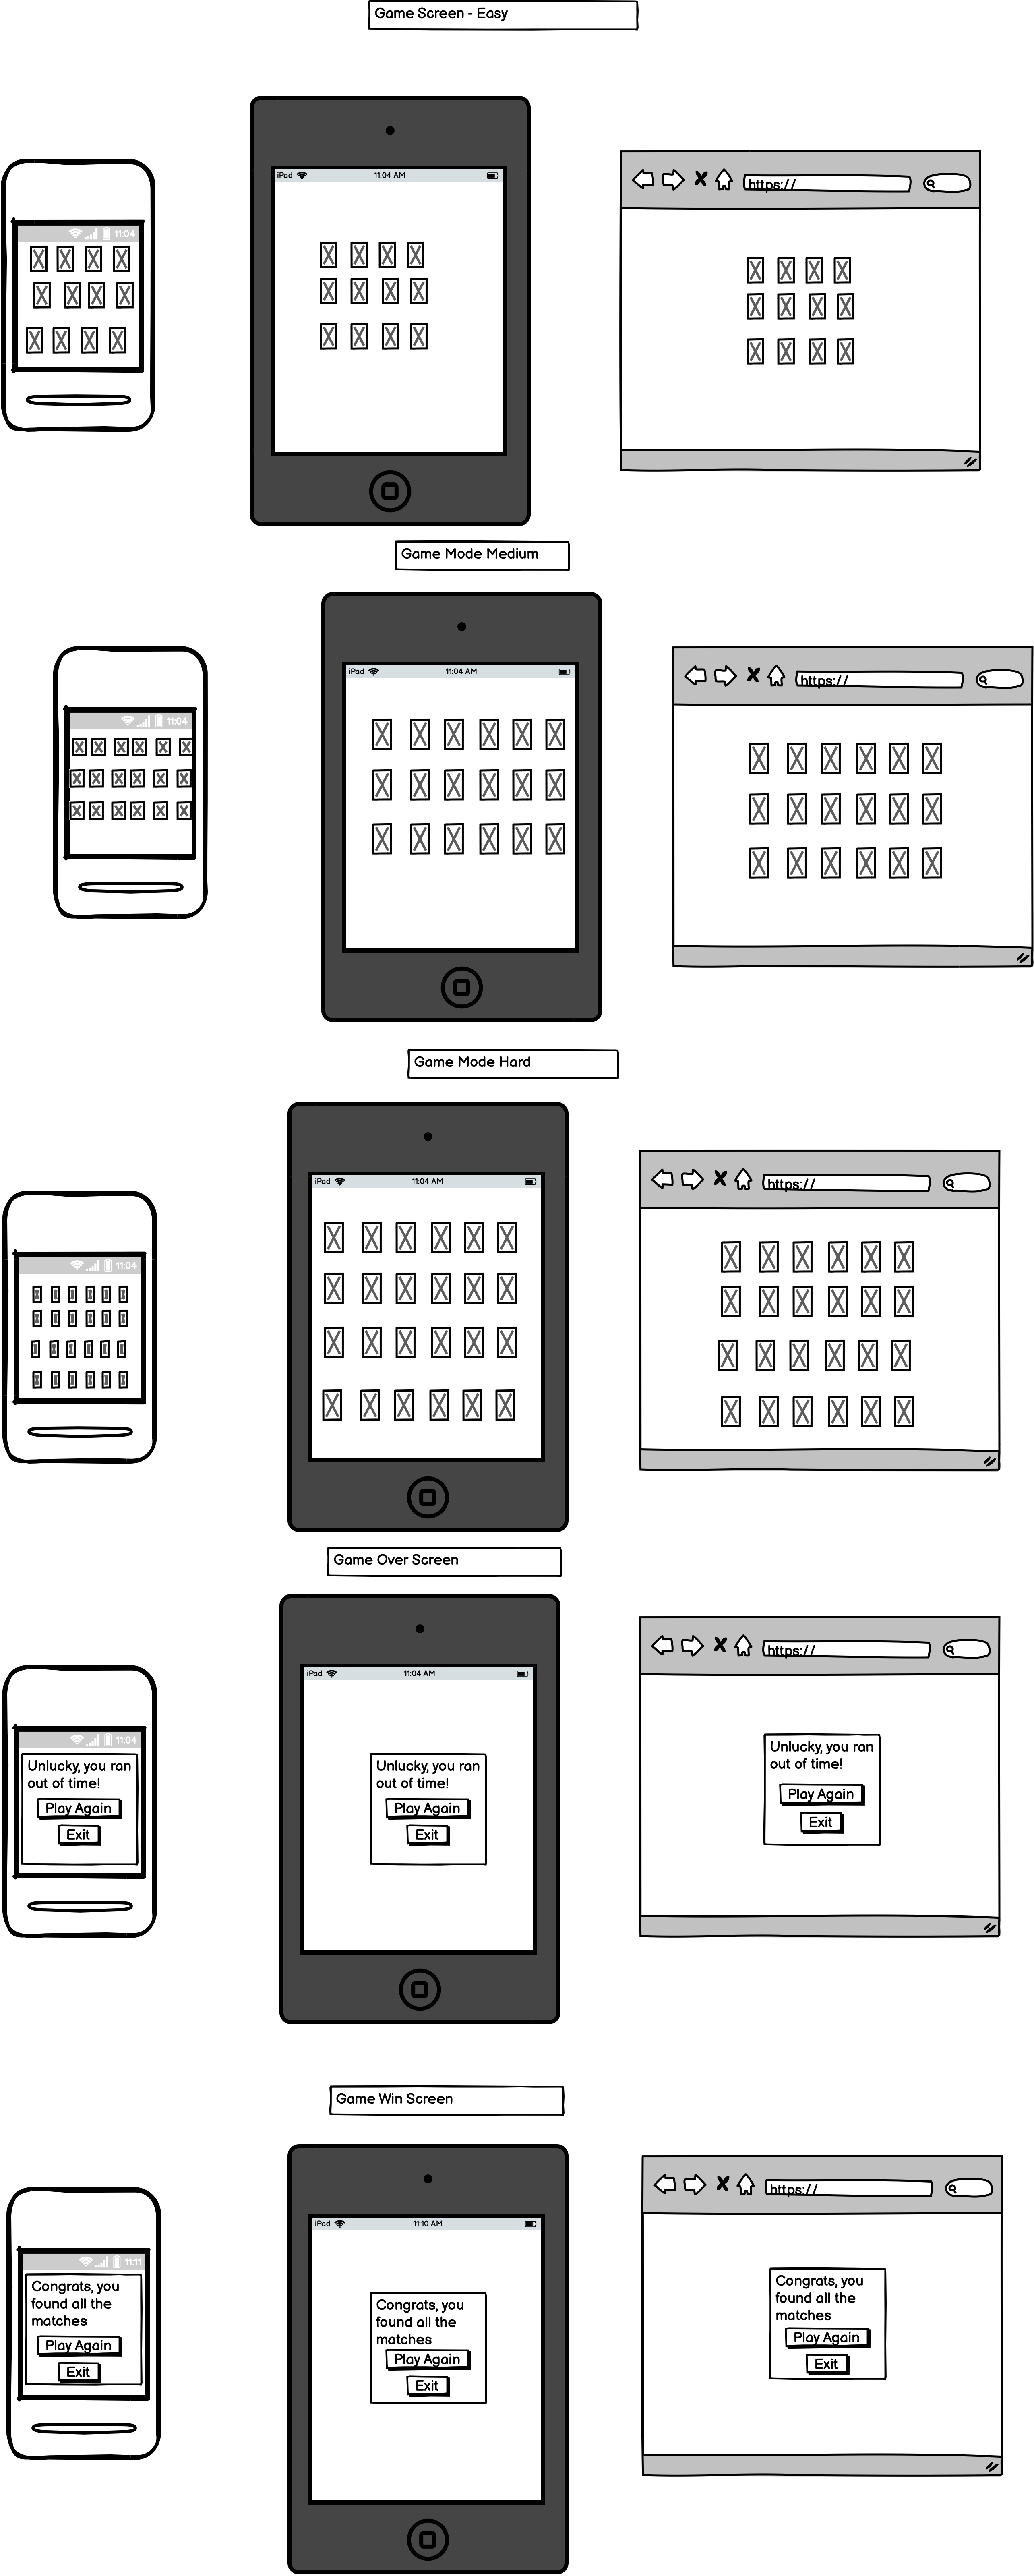 Game Screen - Easy
iPad 11:04 AM
https://
11:04
Game Mode Medium
iPad 11:04 AM
https://
11:04
Game Mode Hard
iPad 11:04 AM
https://
11:04
Game Over Screen
iPad 11:04 AM
https://
11:04
Unlucky, you ran
out of time!
Play Again
Exit
Unlucky, you ran
out of time!
Play Again
Exit
Unlucky, you ran
out of time!
Play Again
Exit
Game Win Screen
iPad 11:10 AM
https://
11:11
Congrats, you
found all the
matches
Play Again
Exit
Congrats, you
found all the
matches
Play Again
Exit
Congrats, you
found all the
matches
Play Again
Exit